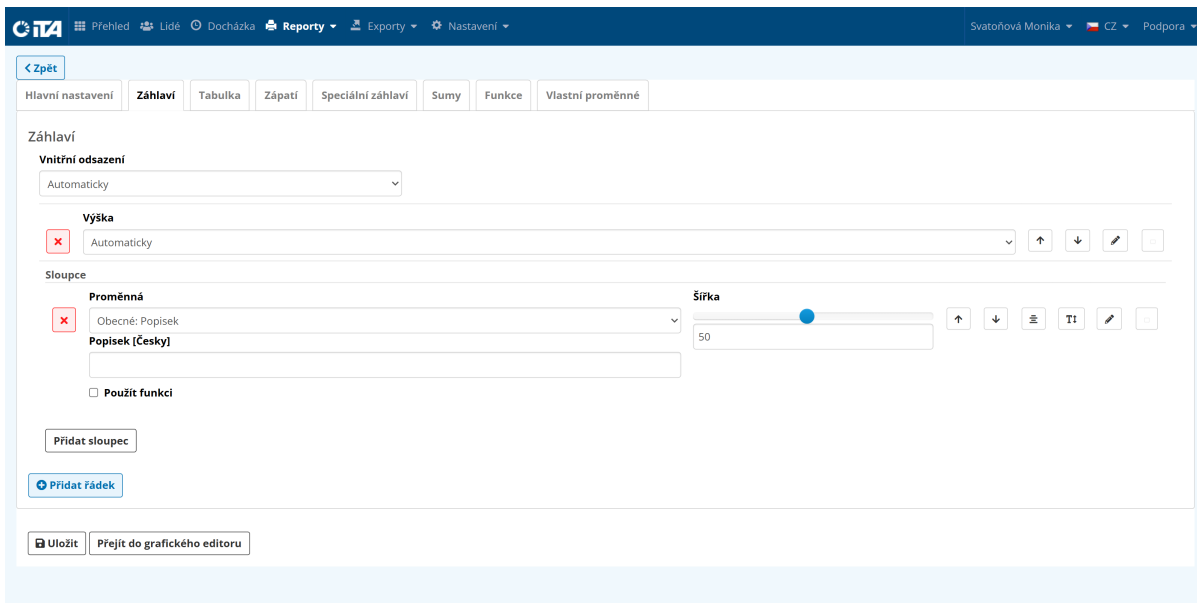 iTA Přehled Lidé Docházka Reporty Exporty Nastavení Svatoňová Monika CZ Podpora
Zpět
Hlavní nastavení Záhlaví Tabulka Zápatí Speciální záhlaví Sumy Funkce Vlastní proměnné
Záhlaví
Vnitřní odsazení
Automaticky
Výška
Automaticky
Sloupce
Proměnná Šířka
Obecné: Popisek
50
Popisek [Česky]
Použít funkci
Přidat sloupec
Přidat řádek
Uložit Přejít do grafického editoru